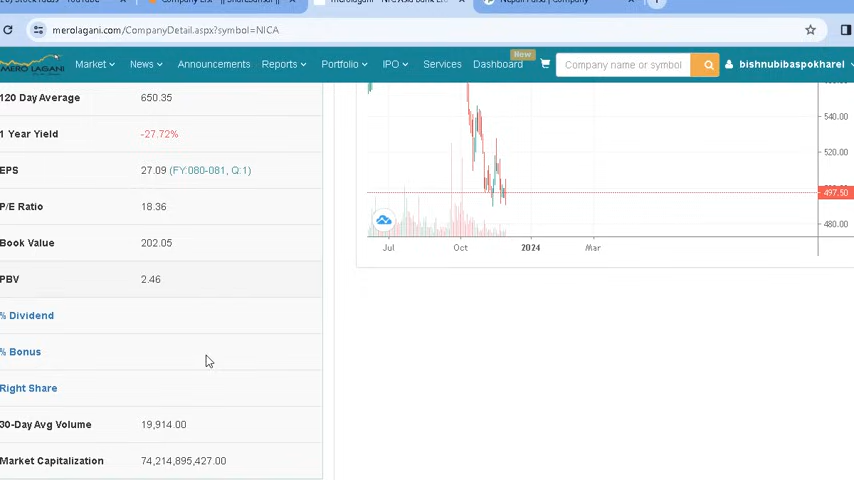 merolagani.com/CompanyDetail.aspx?symbol=NICA
MERO LAGANI
Market
News
Announcements
Reports
Portfolio
IPO
Services
Dashboard
New
Company name or symbol
bishnubibaspokharel
120 Day Average 650.35
1 Year Yield -27.72%
EPS 27.09 (FY:080-081, Q:1)
P/E Ratio 18.36
Book Value 202.05
PBV 2.46
% Dividend
% Bonus
Right Share
30-Day Avg Volume 19,914.00
Market Capitalization 74,214,895,427.00
540.00
520.00
497.50
480.00
Jul Oct 2024 Mar